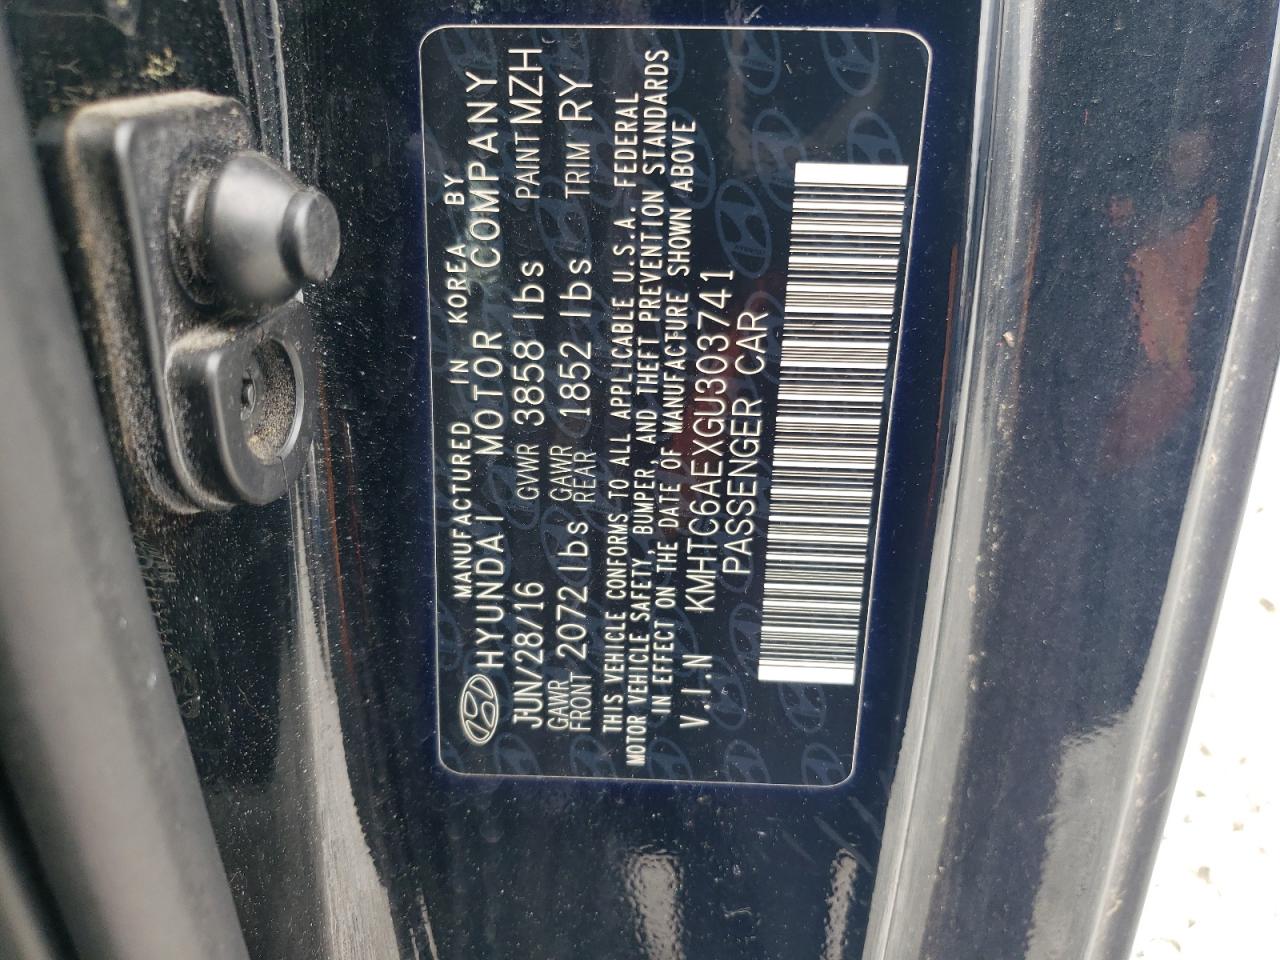 MANUFACTURED IN KOREA BY
HYUNDAI MOTOR COMPANY
JUN/28/16 GVWR 3858 lbs PAINT MZH
GAWR FRONT 2072 lbs GAWR REAR 1852 lbs TRIM RY
THIS VEHICLE CONFORMS TO ALL APPLICABLE U.S.A. FEDERAL
MOTOR VEHICLE SAFETY, BUMPER, AND THEFT PREVENTION STANDARDS
IN EFFECT ON THE DATE OF MANUFACTURE SHOWN ABOVE
V.I.N KMHTC6AEXGU303741
PASSENGER CAR